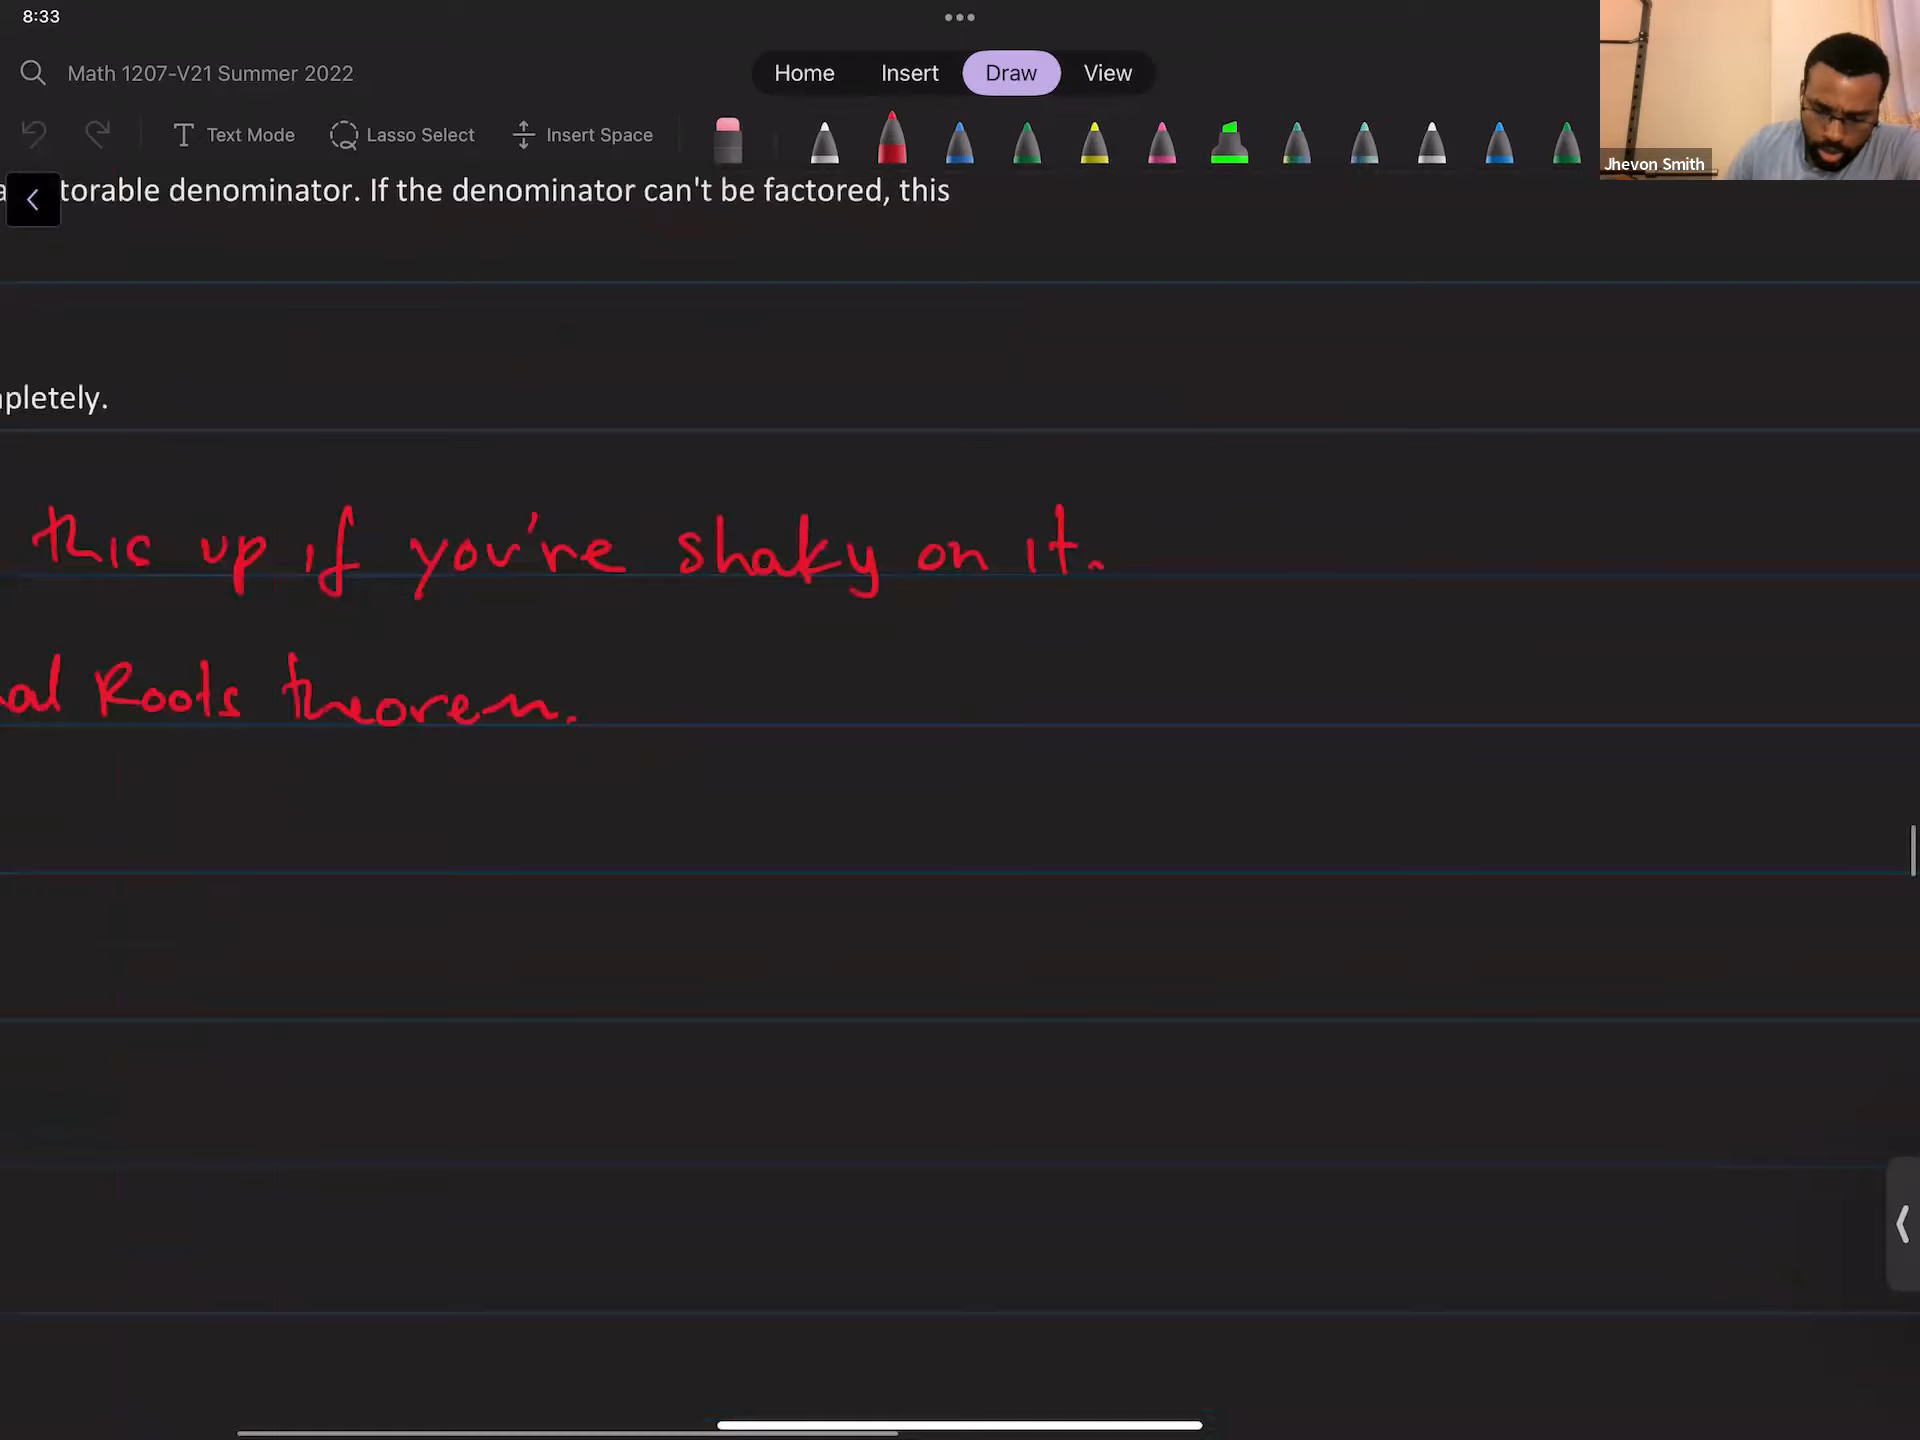 8:33
Math 1207-V21 Summer 2022
Home Insert Draw View
Text Mode Lasso Select Insert Space
Jhevon Smith
torable denominator. If the denominator can't be factored, this
pletely.
this up if you're shaky on it.
al Roots theorem.